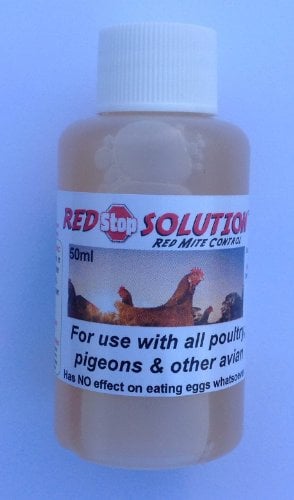 RED Stop SOLUTION
RED MITE CONTROL
50ml
For use with all poultry,
pigeons & other avian
Has NO effect on eating eggs